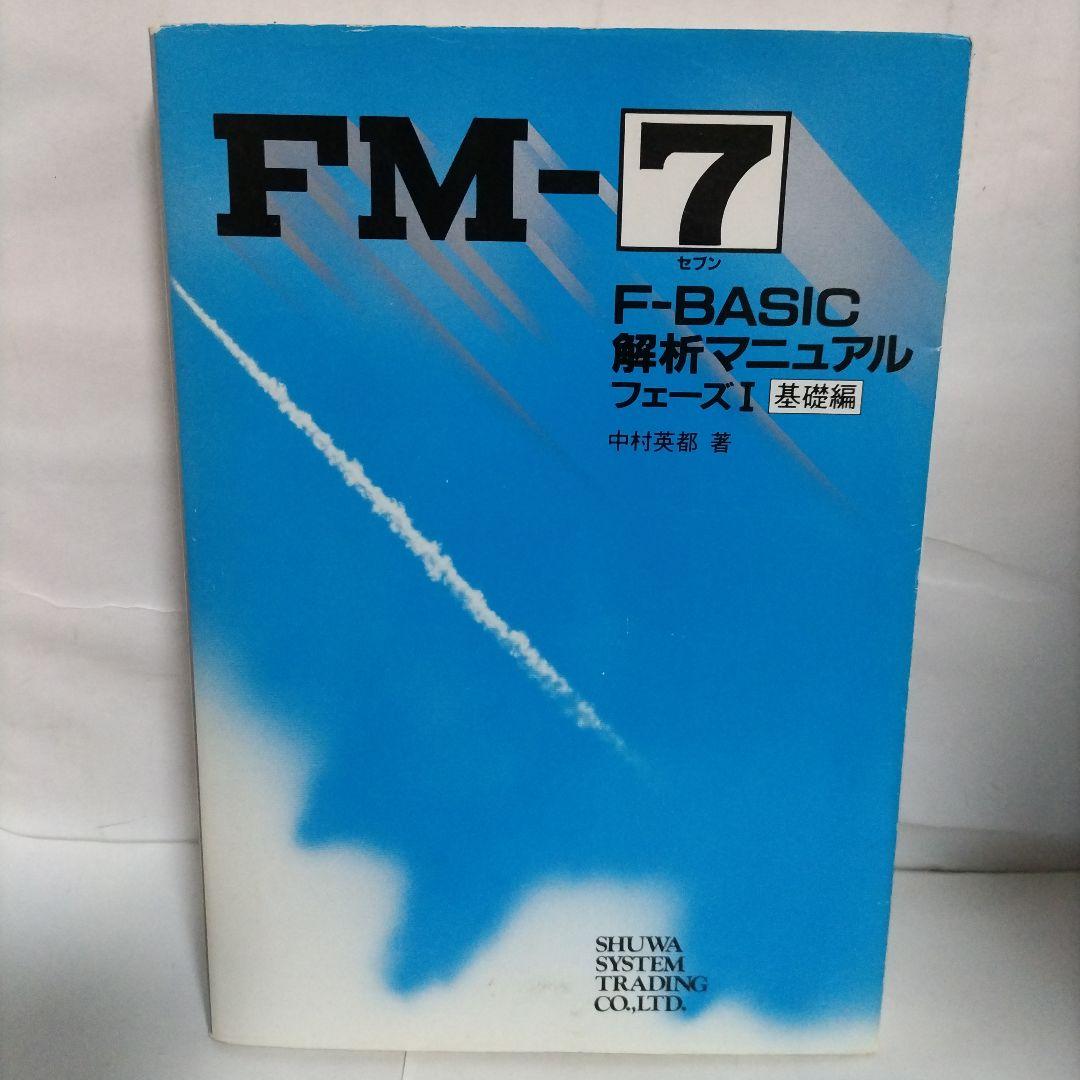 FM-7
セブン
F-BASIC
解析マニュアル
フェーズI 基礎編
中村英都 著
SHUWA
SYSTEM
TRADING
CO.,LTD.